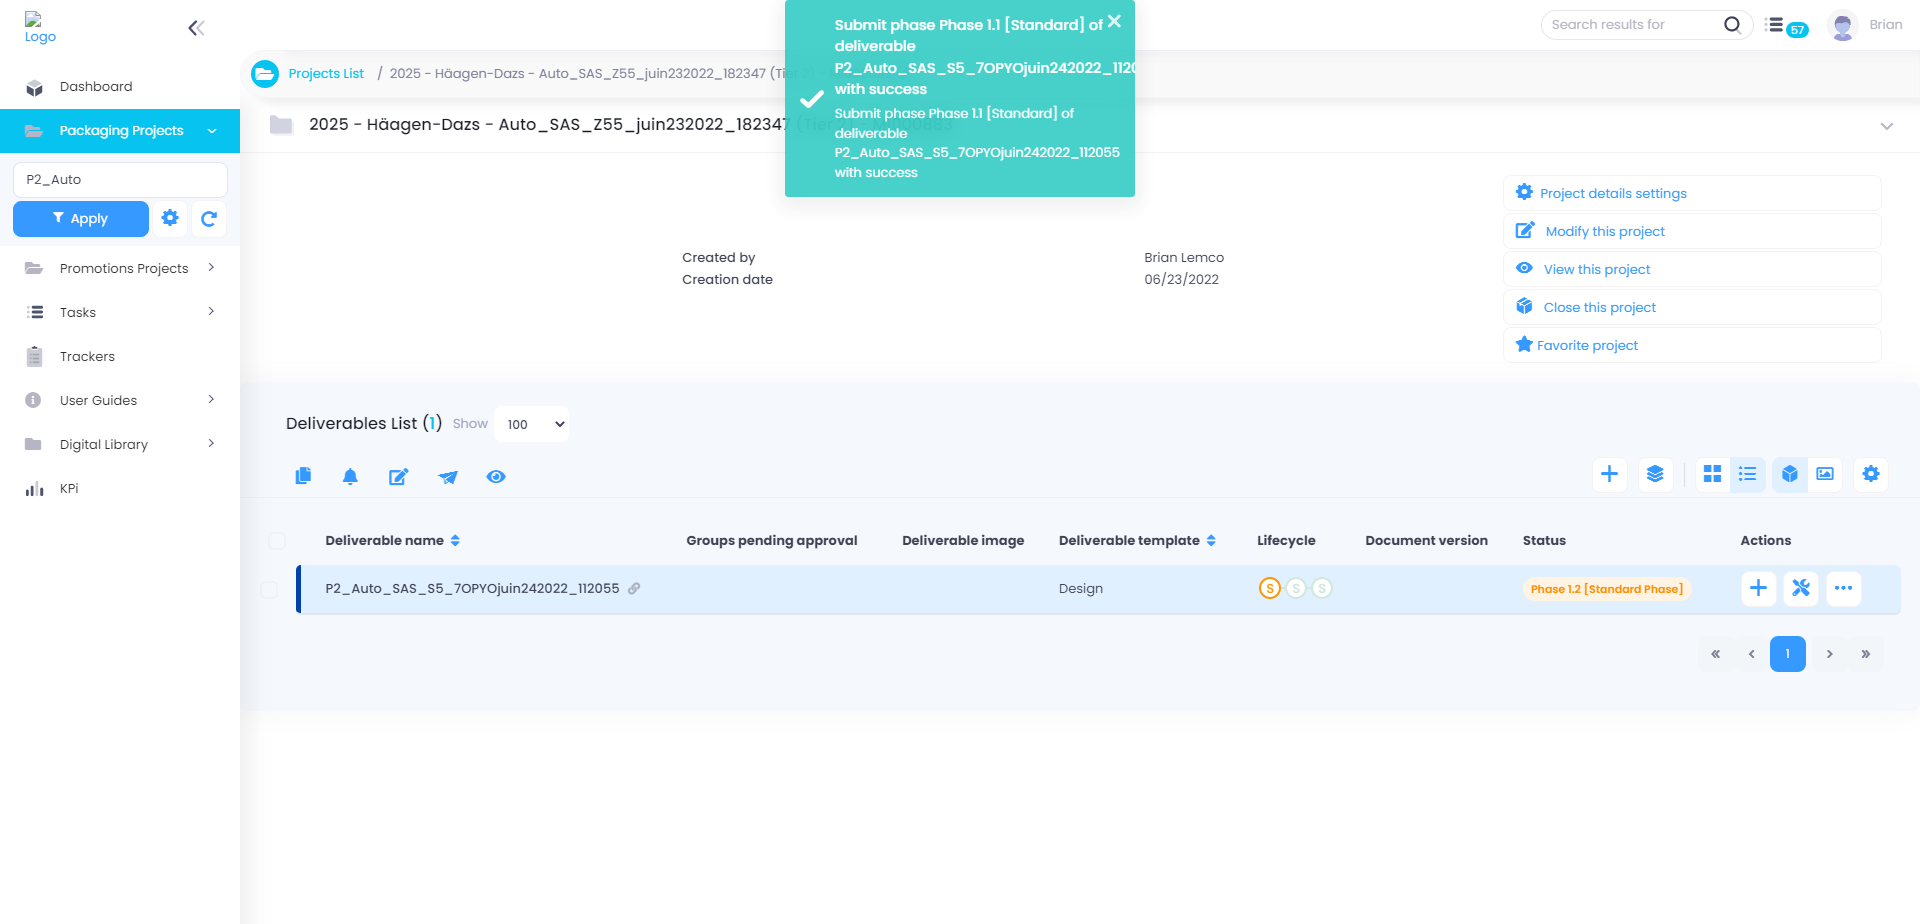 Logo
Search results for
57
Brian
Submit phase Phase 1.1 [Standard] of
deliverable
P2_Auto_SAS_S5_7OPYOjuin242022_112
with success
Submit phase Phase 1.1 [Standard] of
deliverable
P2_Auto_SAS_S5_7OPYOjuin242022_112055
with success
Projects List / 2025 - Häagen-Dazs - Auto_SAS_Z55_juin232022_182347 (Tier
2025 - Häagen-Dazs - Auto_SAS_Z55_juin232022_182347 (Tier
Dashboard
Packaging Projects
P2_Auto
Apply
Promotions Projects
Tasks
Trackers
User Guides
Digital Library
KPi
Created by
Brian Lemco
Creation date
06/23/2022
Project details settings
Modify this project
View this project
Close this project
Favorite project
Deliverables List (1) Show 100
Deliverable name Groups pending approval Deliverable image Deliverable template Lifecycle Document version Status Actions
P2_Auto_SAS_S5_7OPYOjuin242022_112055 Design S S S Phase 1.2 [Standard Phase]
« ‹ 1 › »